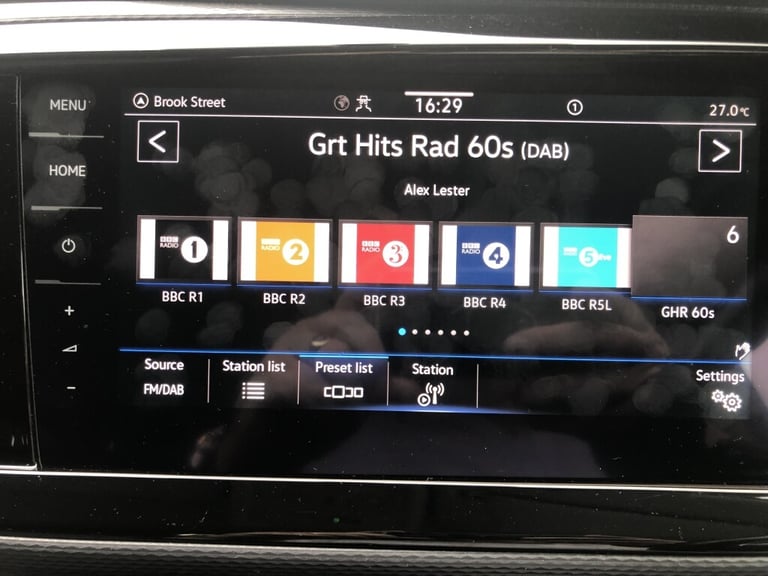 MENU
HOME
Brook Street
16:29
1
27.0°C
<
Grt Hits Rad 60s (DAB)
>
Alex Lester
BBC RADIO 1
BBC RADIO 2
BBC RADIO 3
BBC RADIO 4
5 live
6
BBC R1
BBC R2
BBC R3
BBC R4
BBC R5L
GHR 60s
+
-
Source
FM/DAB
Station list
Preset list
Station
Settings